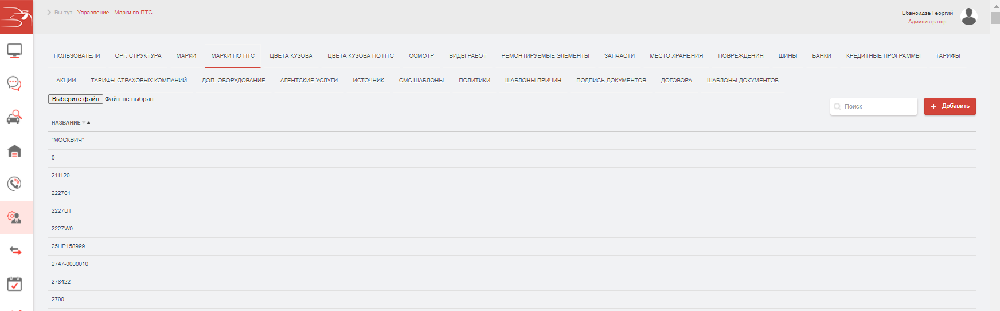 Вы тут - Управление - Марки по ПТС
Ебаноидзе Георгий
Администратор
ПОЛЬЗОВАТЕЛИ ОРГ. СТРУКТУРА МАРКИ МАРКИ ПО ПТС ЦВЕТА КУЗОВА ЦВЕТА КУЗОВА ПО ПТС ОСМОТР ВИДЫ РАБОТ РЕМОНТИРУЕМЫЕ ЭЛЕМЕНТЫ ЗАПЧАСТИ МЕСТО ХРАНЕНИЯ ПОВРЕЖДЕНИЯ ШИНЫ БАНКИ КРЕДИТНЫЕ ПРОГРАММЫ ТАРИФЫ
АКЦИИ ТАРИФЫ СТРАХОВЫХ КОМПАНИЙ ДОП. ОБОРУДОВАНИЕ АГЕНТСКИЕ УСЛУГИ ИСТОЧНИК СМС ШАБЛОНЫ ПОЛИТИКИ ШАБЛОНЫ ПРИЧИН ПОДПИСЬ ДОКУМЕНТОВ ДОГОВОРА ШАБЛОНЫ ДОКУМЕНТОВ
Выберите файл Файл не выбран
Поиск + Добавить
НАЗВАНИЕ
"МОСКВИЧ"
0
211120
222701
2227UT
2227W0
25HP158999
2747-0000010
278422
2790